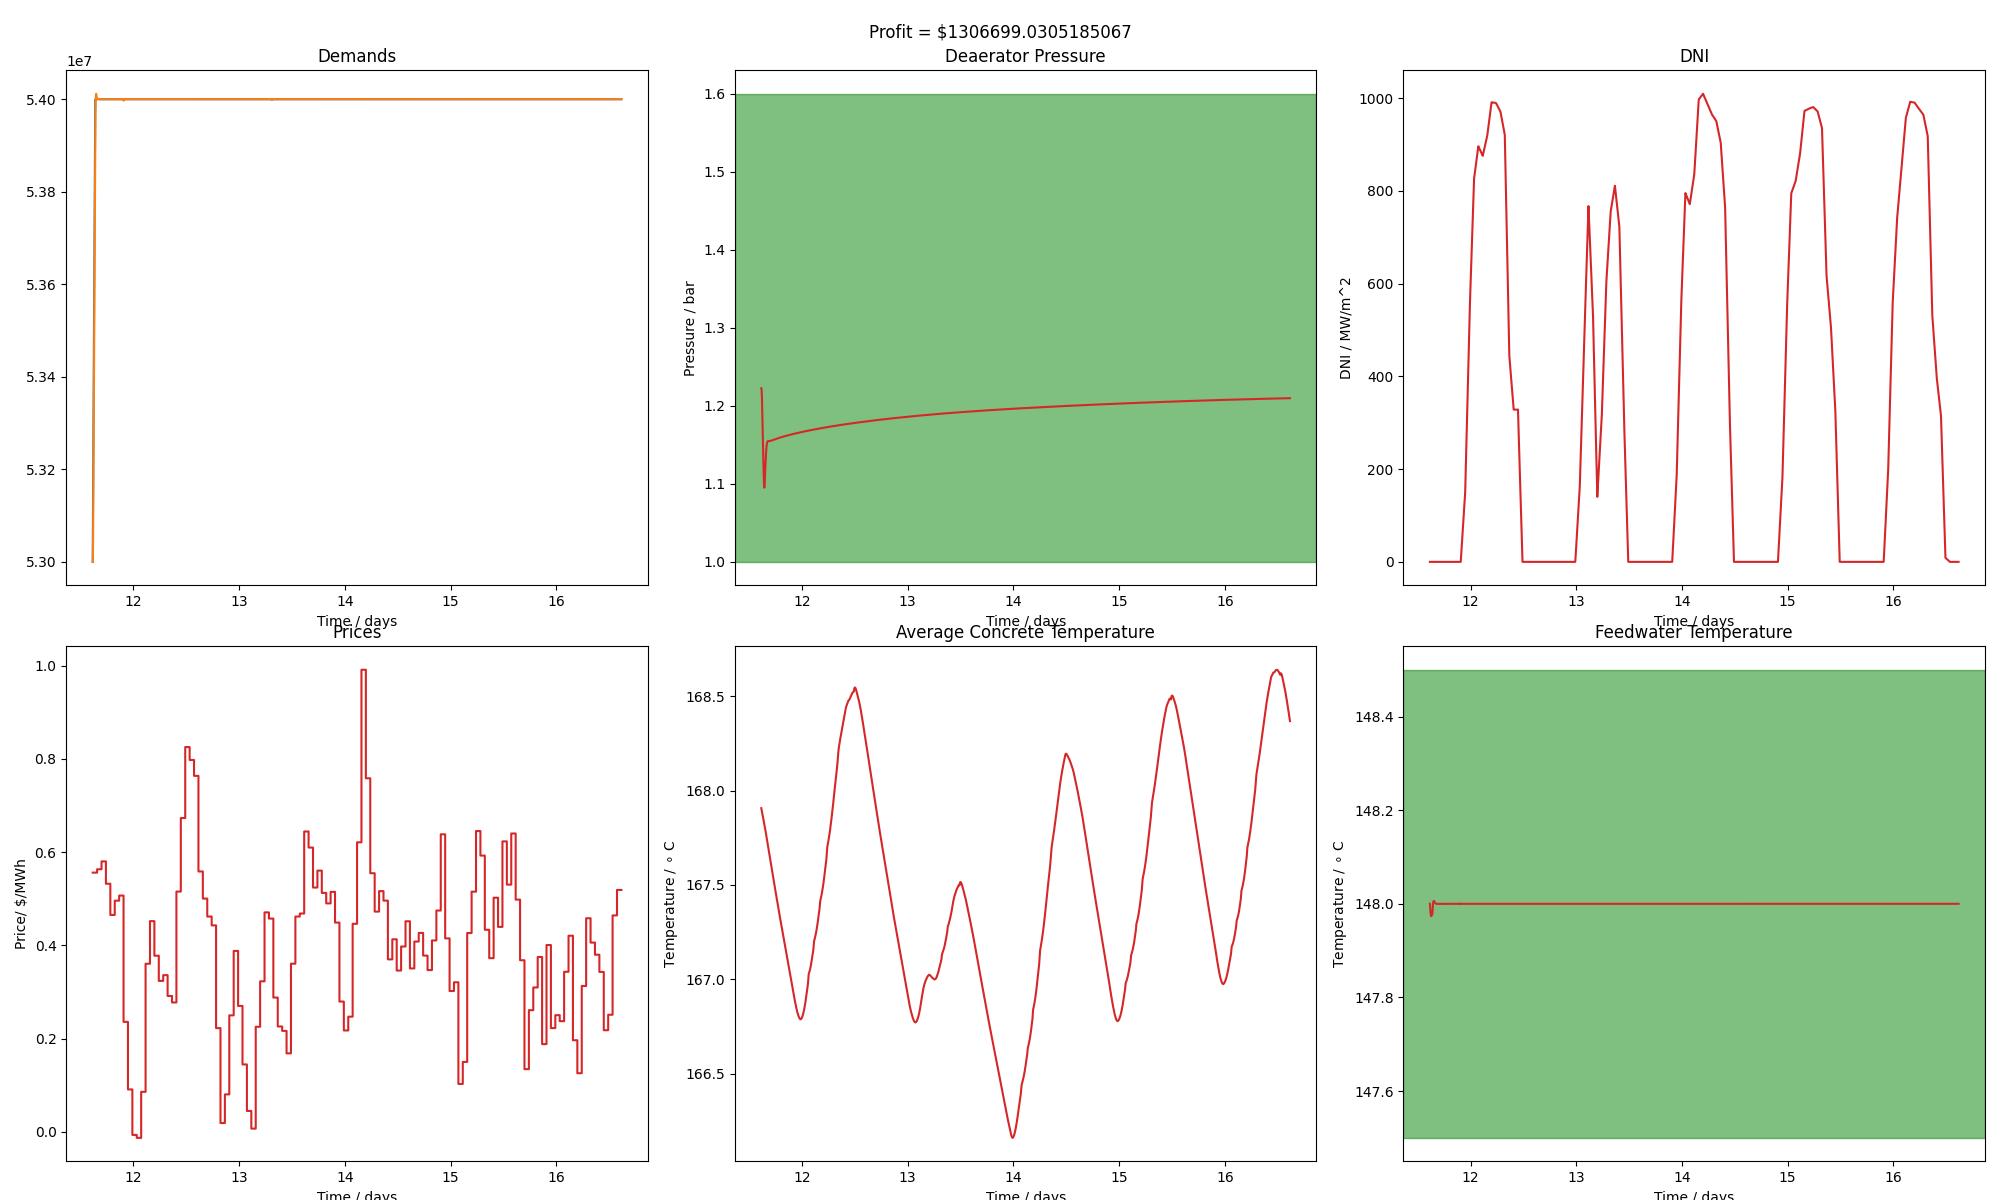 Profit = $1306699.0305185067
Demands
1e7
5.40
5.38
5.36
5.34
5.32
5.30
12 13 14 15 16
Time / days
Deaerator Pressure
Pressure / bar
1.6
1.5
1.4
1.3
1.2
1.1
1.0
12 13 14 15 16
Time / days
DNI
DNI / MW/m^2
1000
800
600
400
200
0
12 13 14 15 16
Time / days
Prices
Price/ $/MWh
1.0
0.8
0.6
0.4
0.2
0.0
12 13 14 15 16
Time / days
Average Concrete Temperature
Temperature / ∘ C
168.5
168.0
167.5
167.0
166.5
12 13 14 15 16
Time / days
Feedwater Temperature
Temperature / ∘ C
148.4
148.2
148.0
147.8
147.6
12 13 14 15 16
Time / days